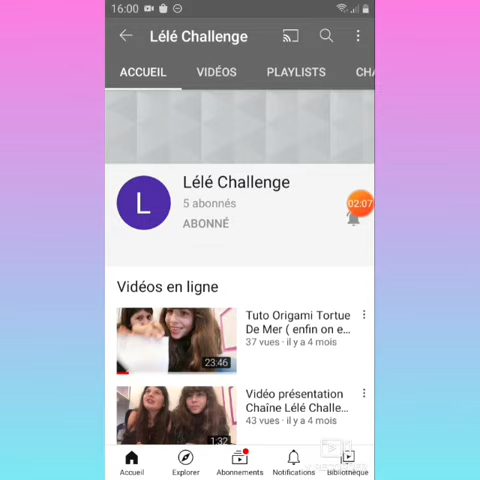 16:00
Lélé Challenge
ACCUEIL VIDÉOS PLAYLISTS CHA
L
Lélé Challenge
5 abonnés
02:07
ABONNÉ
Vidéos en ligne
Tuto Origami Tortue
De Mer ( enfin on e...
37 vues · il y a 4 mois
23:46
Vidéo présentation
Chaîne Lélé Challe...
43 vues · il y a 4 mois
1:32
Accueil Explorer Abonnements Notifications Bibliothèque